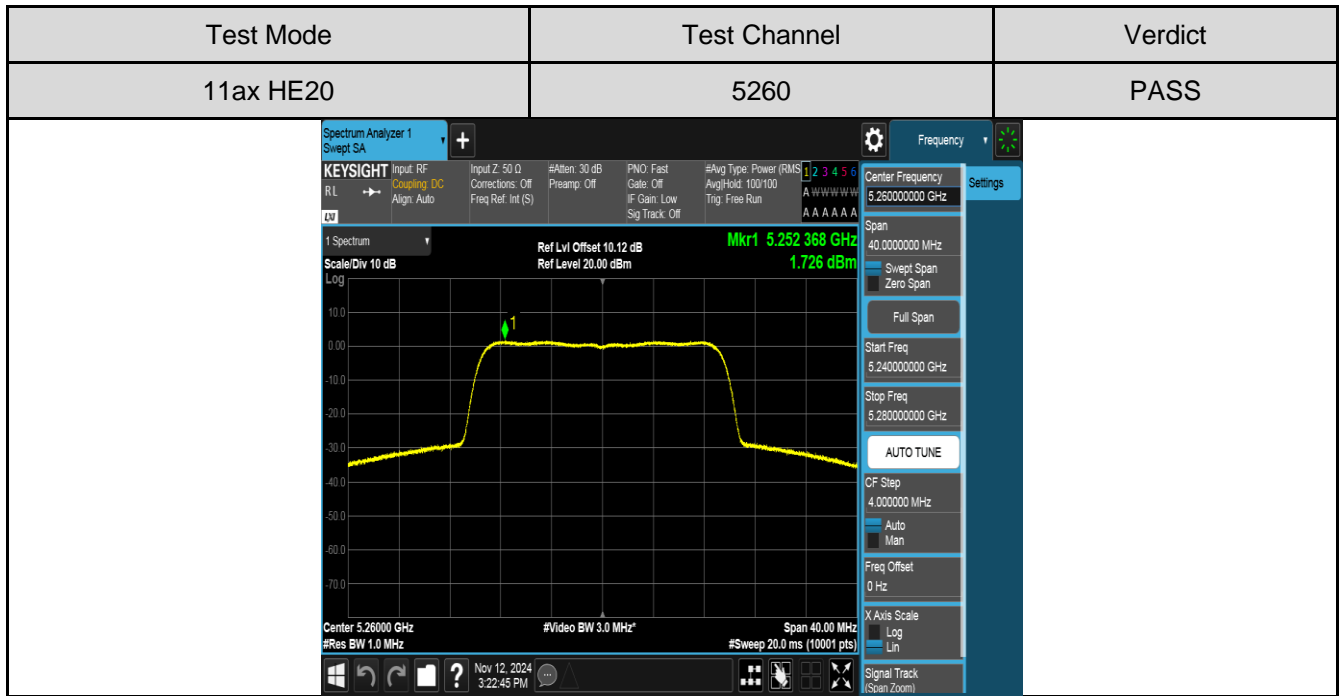 Test Mode Test Channel Verdict
11ax HE20 5260 PASS
Spectrum Analyzer 1
Swept SA
Frequency
KEYSIGHT
RL
LXI
Input: RF
Coupling: DC
Align: Auto
Input Z: 50 Ω
Corrections: Off
Freq Ref: Int (S)
#Atten: 30 dB
Preamp: Off
PNO: Fast
Gate: Off
IF Gain: Low
Sig Track: Off
#Avg Type: Power (RMS
Avg|Hold: 100/100
Trig: Free Run
1 2 3 4 5 6
A W W W W W
A A A A A A
1 Spectrum
Scale/Div 10 dB
Log
Ref Lvl Offset 10.12 dB
Ref Level 20.00 dBm
Mkr1 5.252 368 GHz
1.726 dBm
1
10.0
0.00
-10.0
-20.0
-30.0
-40.0
-50.0
-60.0
-70.0
Center 5.26000 GHz #Video BW 3.0 MHz* Span 40.00 MHz
#Res BW 1.0 MHz #Sweep 20.0 ms (10001 pts)
?
Nov 12, 2024
3:22:45 PM
Center Frequency
5.260000000 GHz
Span
40.0000000 MHz
Swept Span
Zero Span
Full Span
Start Freq
5.240000000 GHz
Stop Freq
5.280000000 GHz
AUTO TUNE
CF Step
4.000000 MHz
Auto
Man
Freq Offset
0 Hz
X Axis Scale
Log
Lin
Signal Track
(Span Zoom)
Settings